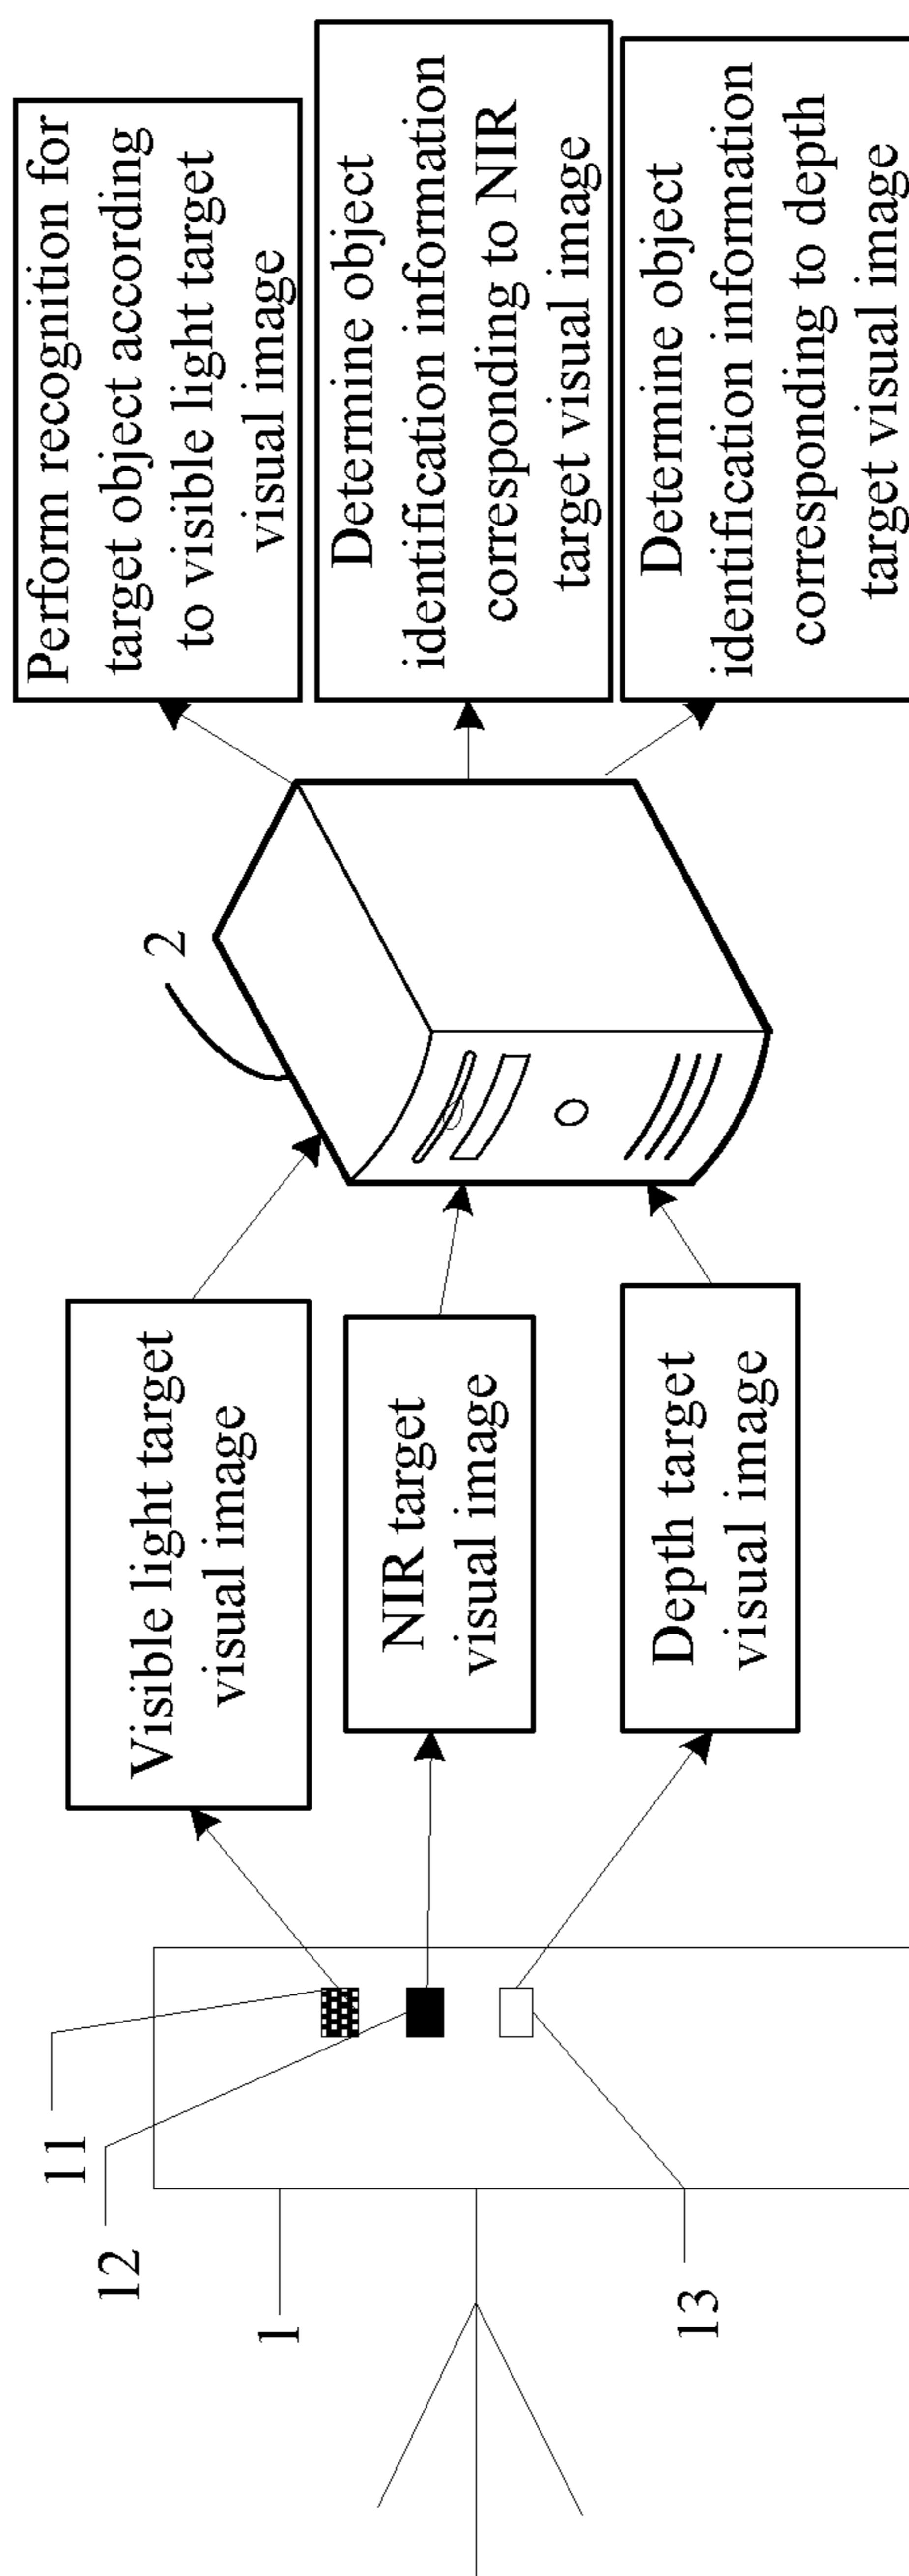 Perform recognition for
target object according
to visible light target
visual image
Determine object
identification information
corresponding to NIR
target visual image
Determine object
identification information
corresponding to depth
target visual image
2
Visible light target
visual image
NIR target
visual image
Depth target
visual image
11
12
1
13